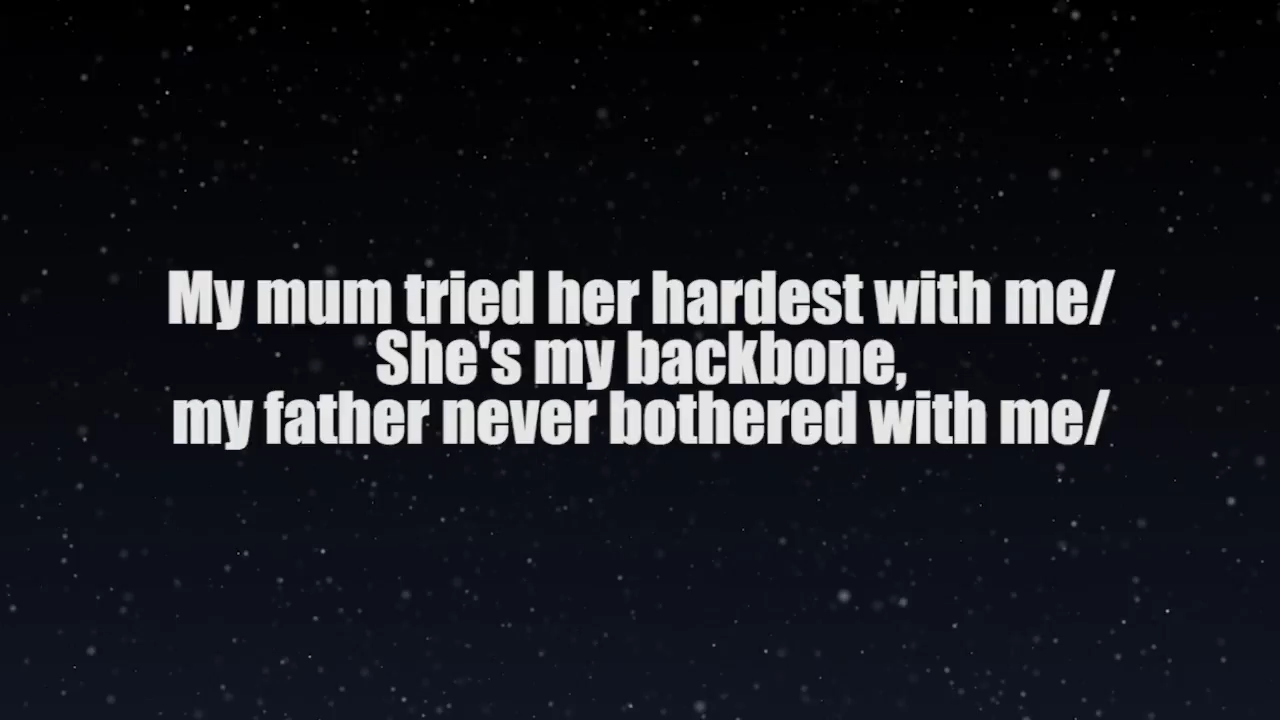 My mum tried her hardest with me/
She's my backbone,
my father never bothered with me/